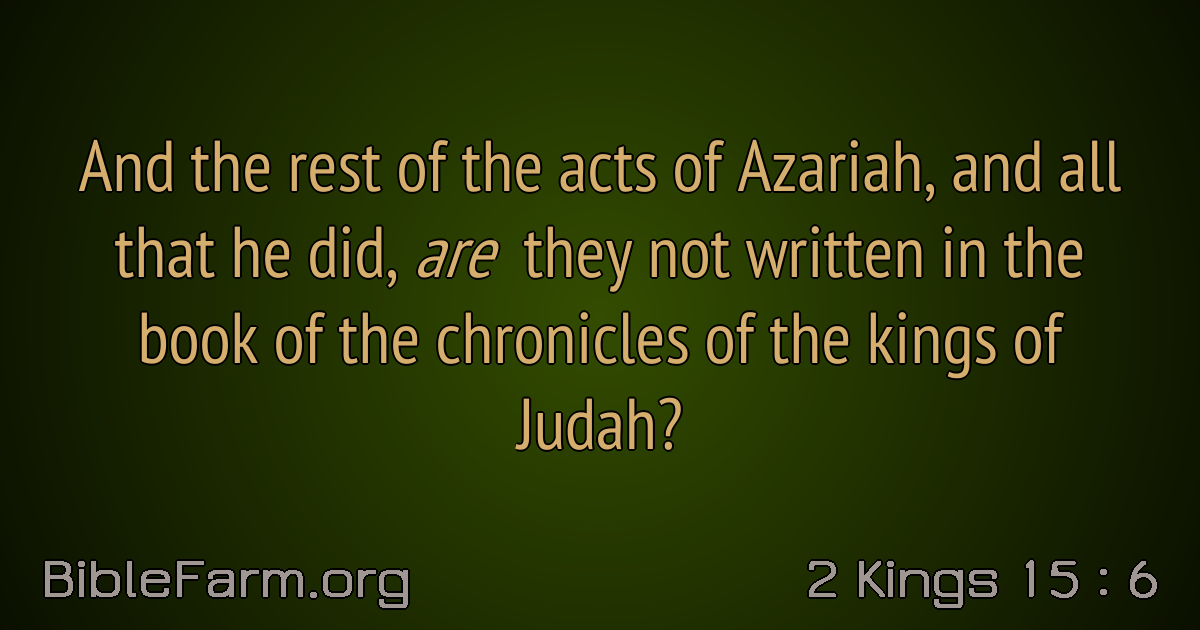 And the rest of the acts of Azariah, and all
that he did, are they not written in the
book of the chronicles of the kings of
Judah?
BibleFarm.org
2 Kings 15 : 6